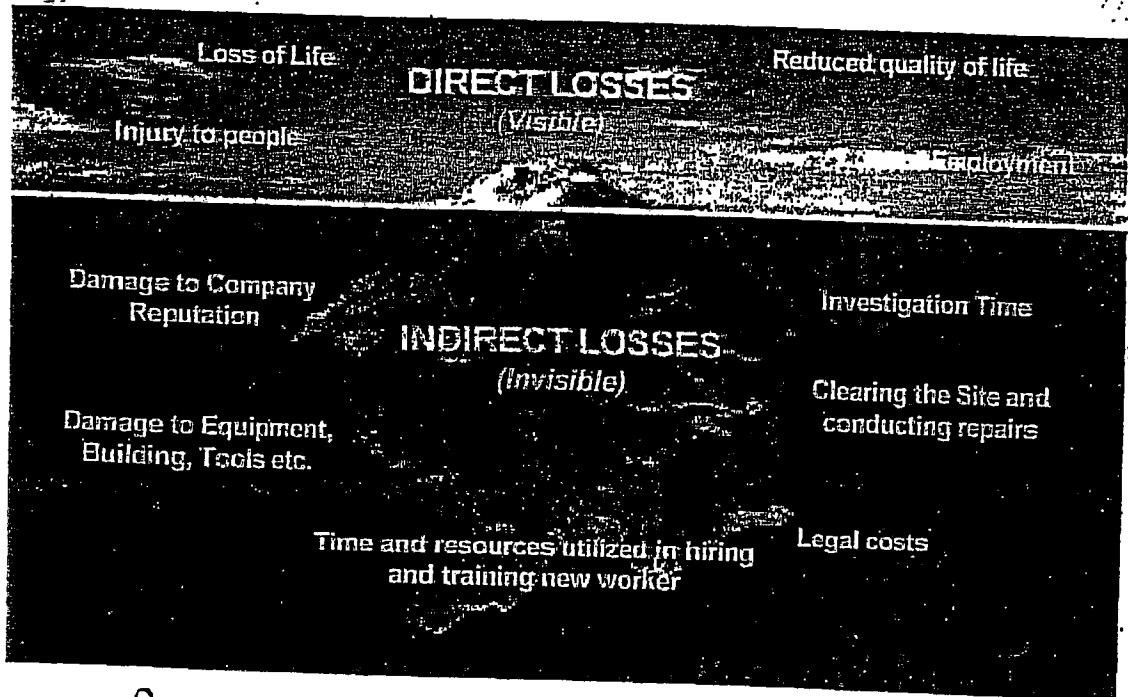 Loss of Life
DIRECT LOSSES
(Visible)
Reduced quality of life
Injury to people
Damage to Company
Reputation
INDIRECT LOSSES
(Invisible)
Investigation Time
Damage to Equipment,
Building, Tools etc.
Clearing the Site and
conducting repairs
Time and resources utilized in hiring
and training new worker
Legal costs